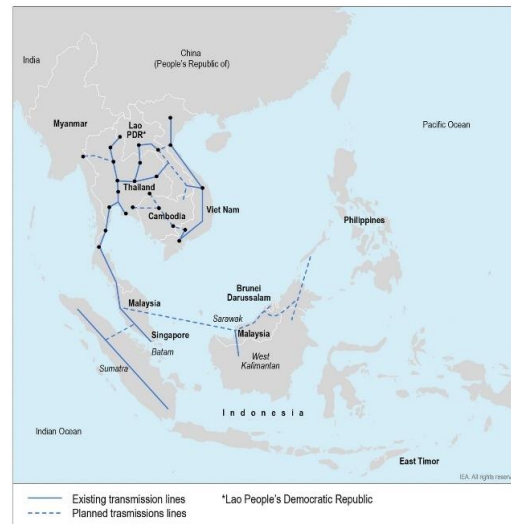 China
(People's Republic of)
India
Myanmar
Lao
PDR*
Pacific Ocean
Thailand
Cambodia
Viet Nam
Philippines
Brunei
Darussalam
Malaysia
Sarawak
Malaysia
Singapore
Batam
West
Kalimantan
Sumatra
Indonesia
Indian Ocean
East Timor
IEA. All rights reserv
Existing transmission lines
*Lao People's Democratic Republic
Planned trasmissions lines